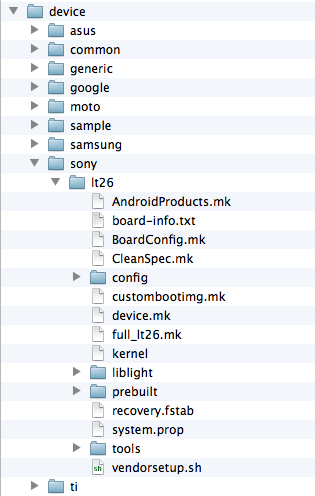 device
asus
common
generic
google
moto
sample
samsung
sony
lt26
AndroidProducts.mk
board-info.txt
BoardConfig.mk
CleanSpec.mk
config
custombootimg.mk
device.mk
full_lt26.mk
kernel
liblight
prebuilt
recovery.fstab
system.prop
tools
sh vendorsetup.sh
ti